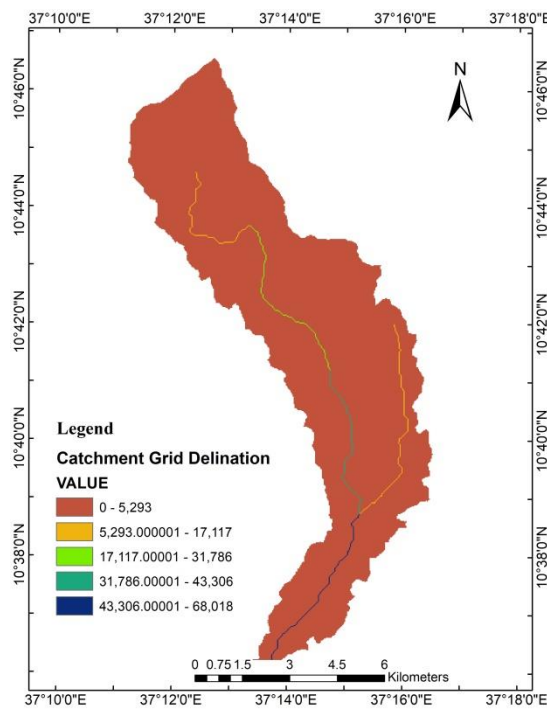 37°10'0"E 37°12'0"E 37°14'0"E 37°16'0"E 37°18'0"E
N
10°46'0"N 10°46'0"N
10°44'0"N 10°44'0"N
10°42'0"N 10°42'0"N
10°40'0"N 10°40'0"N
10°38'0"N 10°38'0"N
Legend
Catchment Grid Delination
VALUE
0 - 5,293
5,293.000001 - 17,117
17,117.00001 - 31,786
31,786.00001 - 43,306
43,306.00001 - 68,018
0 0.75 1.5 3 4.5 6
Kilometers
37°10'0"E 37°12'0"E 37°14'0"E 37°16'0"E 37°18'0"E